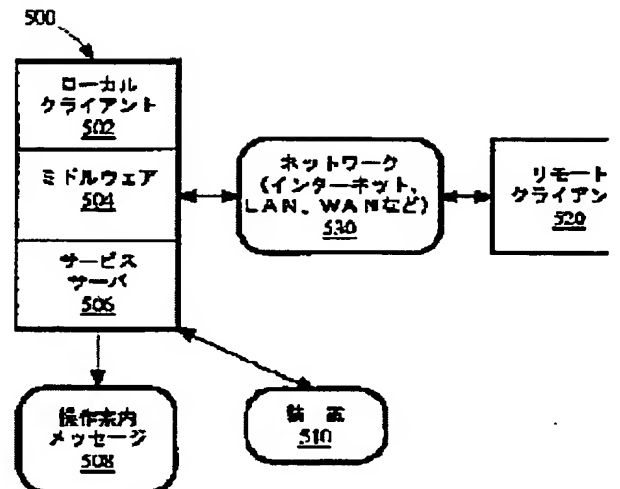 500
ローカル
クライアント
502
ミドルウェア
504
サービス
サーバ
506
ネットワーク
(インターネット、
LAN、WANなど)
530
リモート
クライアン
520
操作案内
メッセージ
508
装置
510